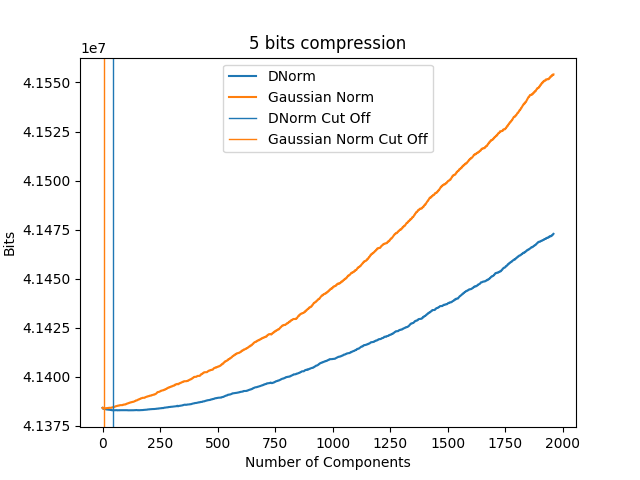 5 bits compression
1e7
DNorm
Gaussian Norm
DNorm Cut Off
Gaussian Norm Cut Off
4.1550
4.1525
4.1500
4.1475
4.1450
4.1425
4.1400
4.1375
Bits
0 250 500 750 1000 1250 1500 1750 2000
Number of Components